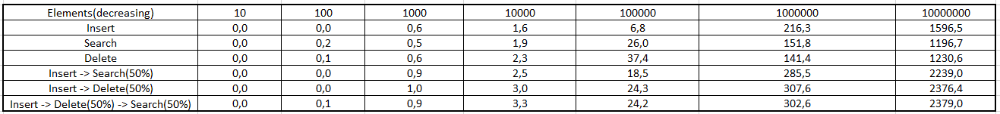 Elements(decreasing) 10 100 1000 10000 100000 1000000 10000000
Insert 0,0 0,0 0,6 1,6 6,8 216,3 1596,5
Search 0,0 0,2 0,5 1,9 26,0 151,8 1196,7
Delete 0,0 0,1 0,6 2,3 37,4 141,4 1230,6
Insert -> Search(50%) 0,0 0,0 0,9 2,5 18,5 285,5 2239,0
Insert -> Delete(50%) 0,0 0,0 1,0 3,0 24,3 307,6 2376,4
Insert -> Delete(50%) -> Search(50%) 0,0 0,1 0,9 3,3 24,2 302,6 2379,0